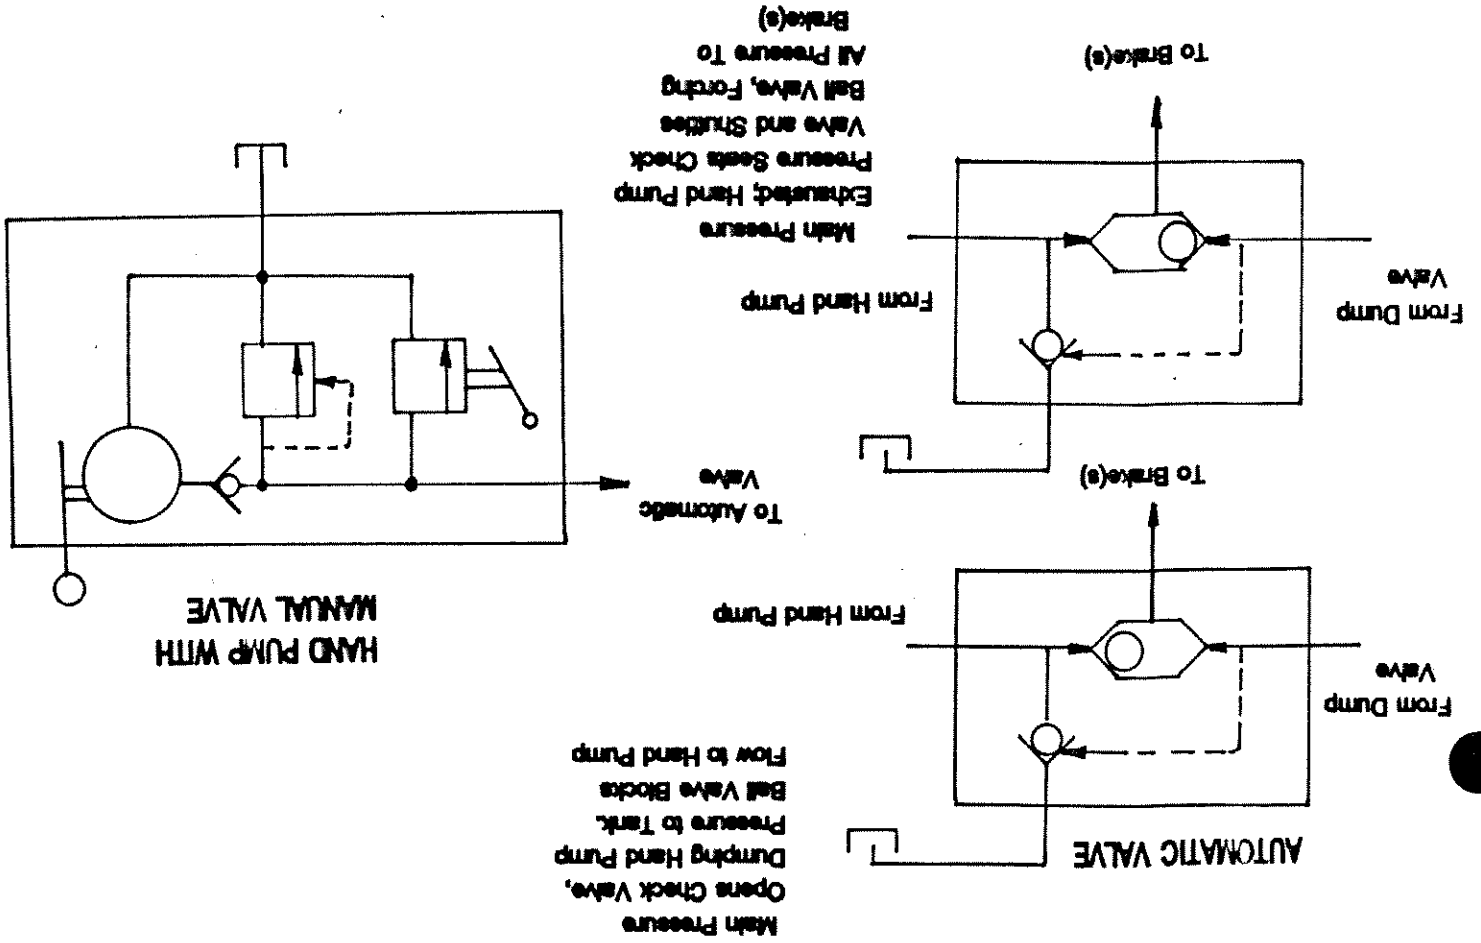 Main Pressure
Opens Check Valve,
Dumping Hand Pump
Pressure to Tank.
Ball Valve Blocks
Flow to Hand Pump
AUTOMATIC VALVE
From Dump
Valve
From Hand Pump
To Brake(s)
HAND PUMP WITH
MANUAL VALVE
To Automatic
Valve
From Dump
Valve
From Hand Pump
To Brake(s)
Main Pressure
Exhausted; Hand Pump
Pressure Seats Check
Valve and Shuttles
Ball Valve, Forcing
All Pressure To
Brake(s)